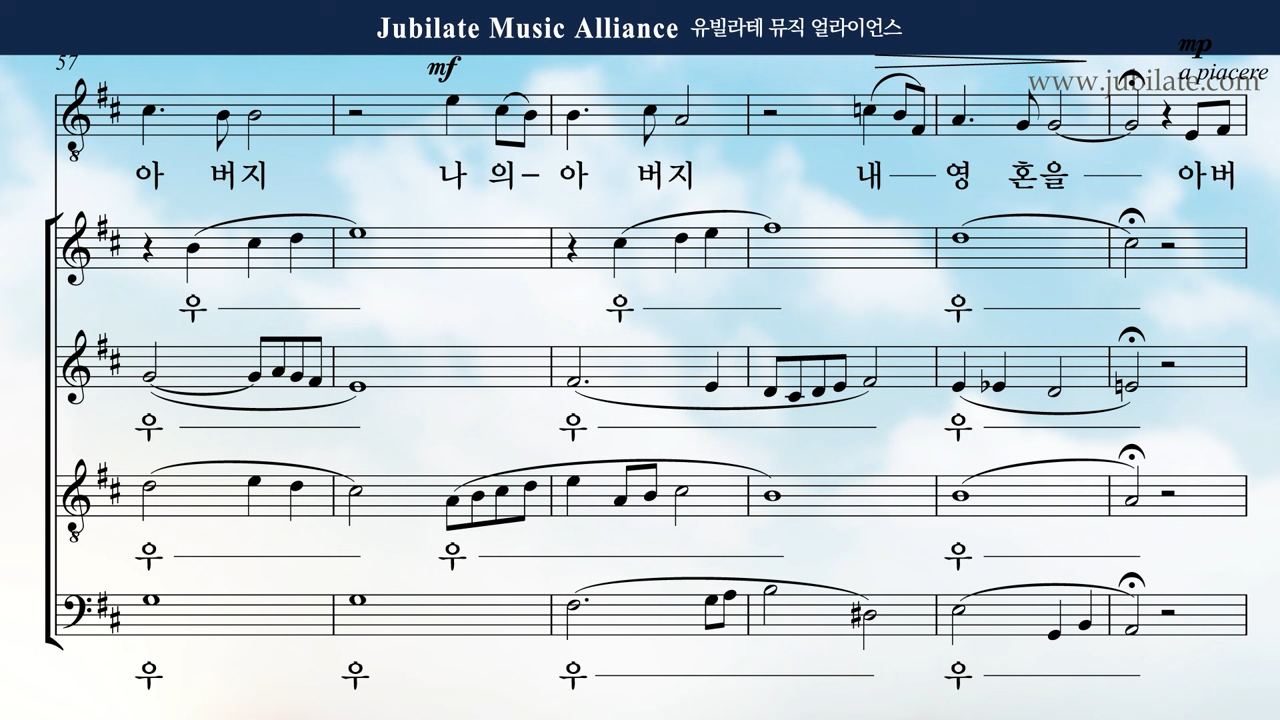 Jubilate Music Alliance 유빌라테 뮤직 얼라이언스
57
mf
mp
a piacere
www.jubilate.com
아 버지 나 의– 아 버지 내 영 혼을 아버
우 우 우
우 우 우
우 우 우
우 우 우 우